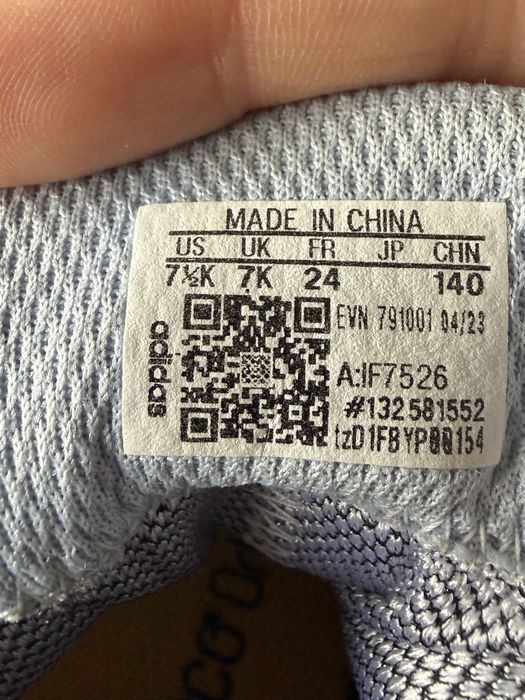 MADE IN CHINA
US UK FR JP CHN
7½K 7K 24 140
EVN 791001 04/23
adidas
A:IF7526
#132581552